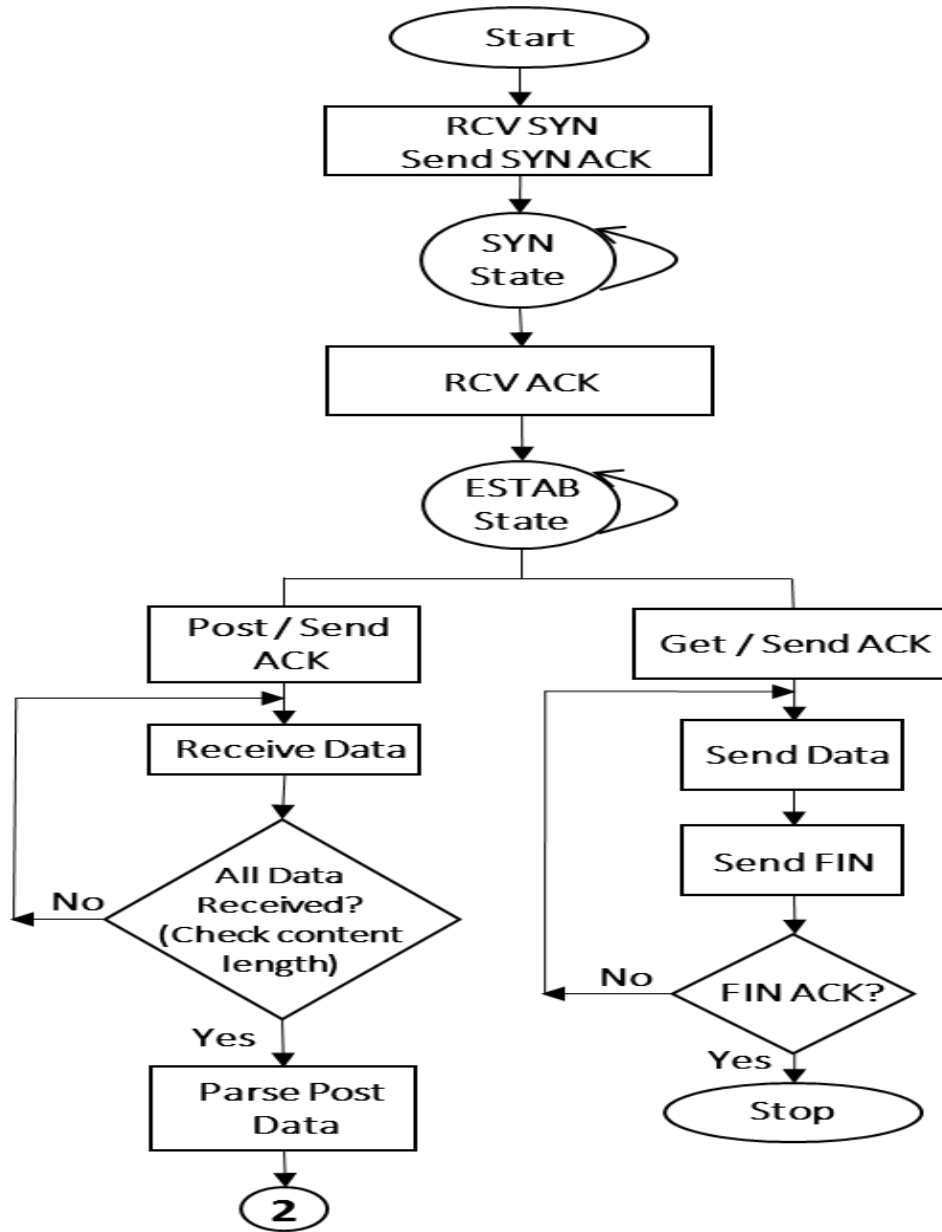 Start
RCV SYN
Send SYN ACK
SYN
State
RCV ACK
ESTAB
State
Post / Send
ACK
Receive Data
All Data
Received?
(Check content
length)
No
Yes
Parse Post
Data
2
Get / Send ACK
Send Data
Send FIN
FIN ACK?
No
Yes
Stop